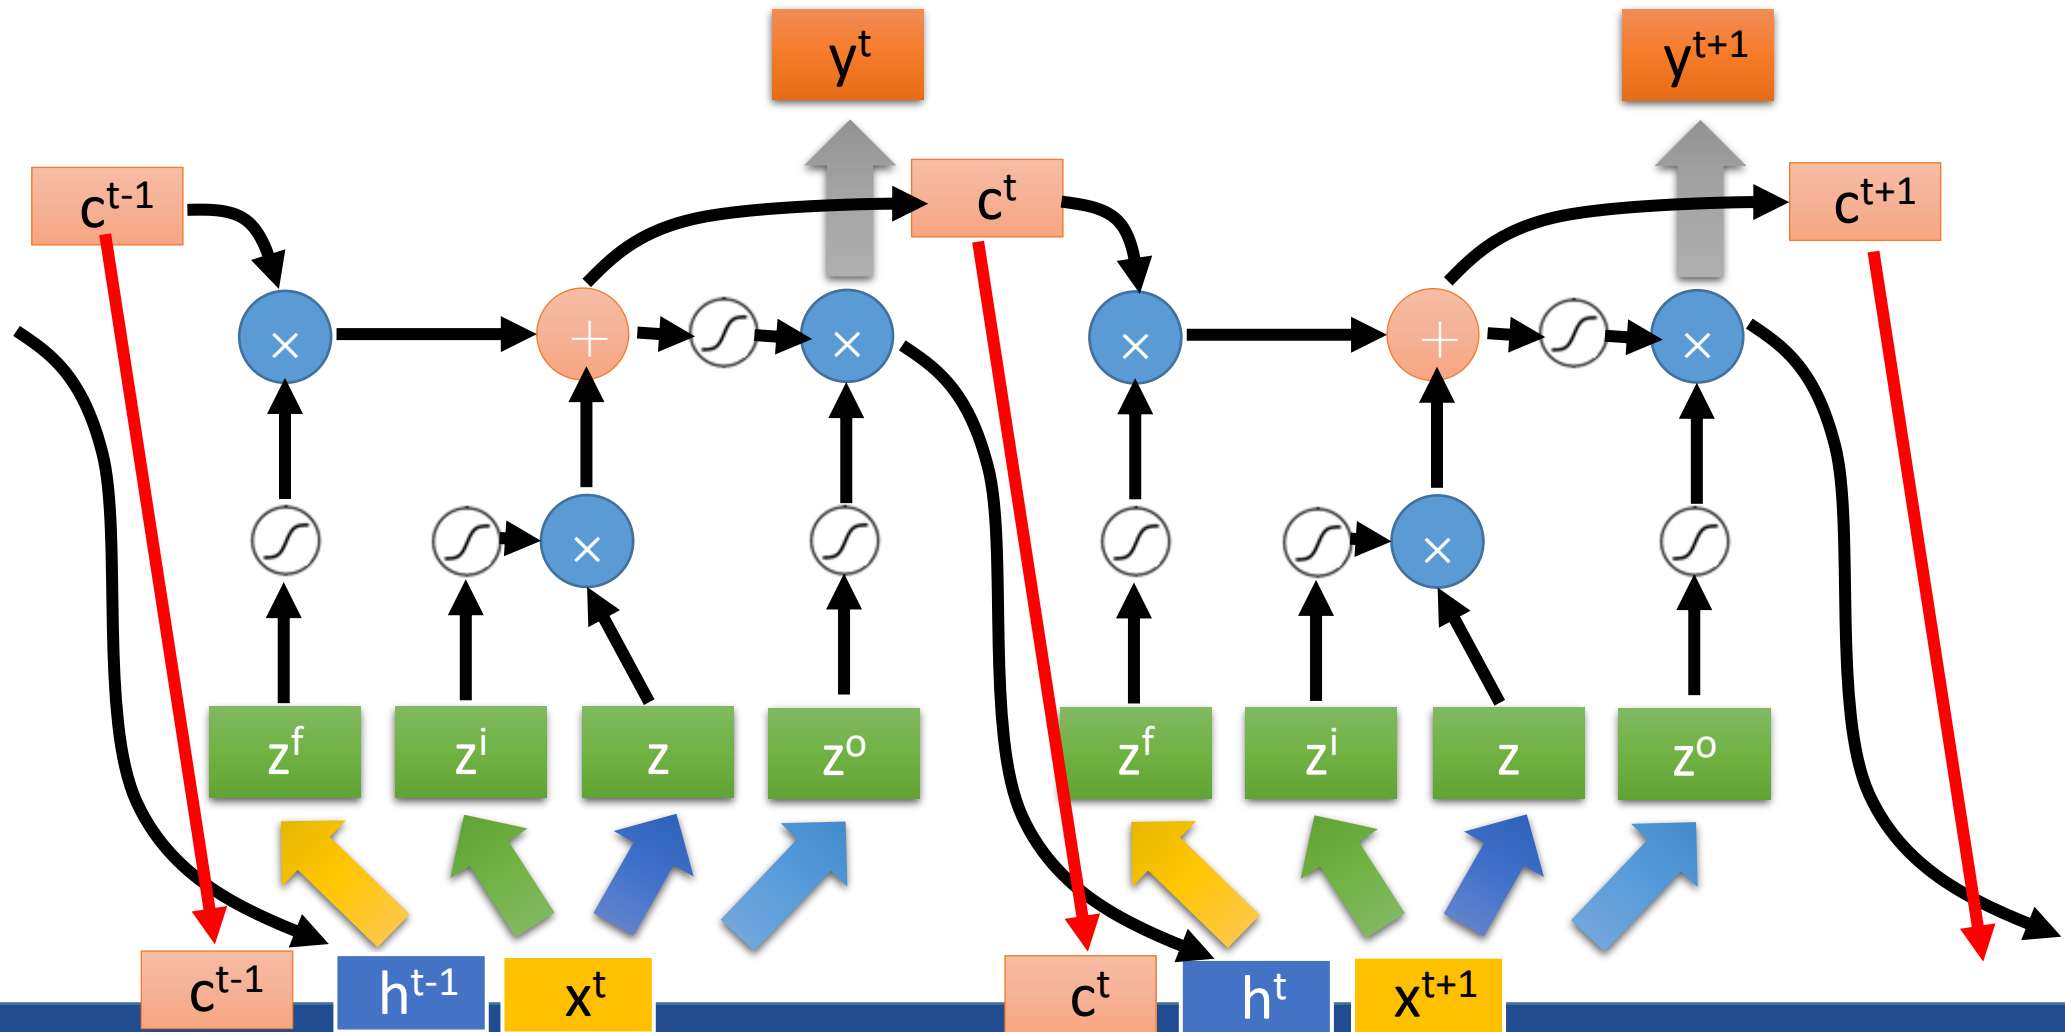 y^t y^t+1
c^t-1 c^t c^t+1
× + × × + ×
× ×
z^f z^i z z^o z^f z^i z z^o
c^t-1 h^t-1 x^t c^t h^t x^t+1